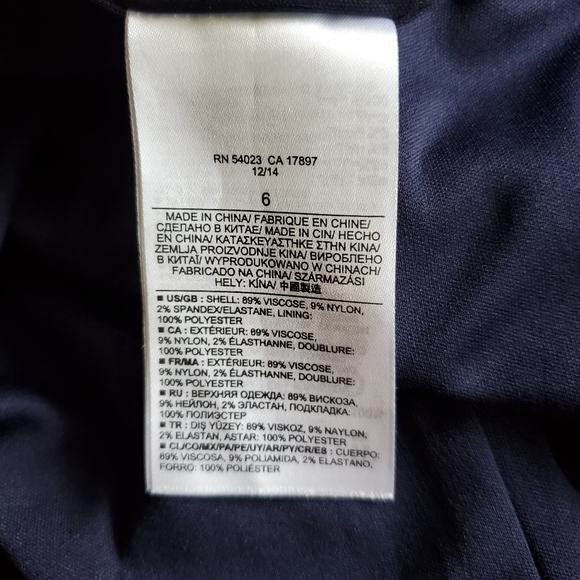 RN 54023 CA 17897
12/14
6
MADE IN CHINA/ FABRIQUE EN CHINE/
СДЕЛАНО В КИТАЕ/ MADE IN CIN/ HECHO
EN CHINA/ ΚΑΤΑΣΚΕΥΑΣΤΗΚΕ ΣΤΗΝ ΚΙΝΑ/
ZEMLJA PROIZVODNJE KINA/ ВИРОБЛЕНО
В КИТАЇ/ WYPRODUKOWANO W CHINACH/
FABRICADO NA CHINA/ SZÁRMAZÁSI
HELY: KÍNA/ 中國製造
■ US/GB : SHELL: 89% VISCOSE, 9% NYLON,
2% SPANDEX/ELASTANE, LINING:
100% POLYESTER
■ CA : EXTÉRIEUR: 89% VISCOSE,
9% NYLON, 2% ÉLASTHANNE, DOUBLURE:
100% POLYESTER
■ FR/MA : EXTÉRIEUR: 89% VISCOSE,
9% NYLON, 2% ÉLASTHANNE, DOUBLURE:
100% POLYESTER
■ RU : ВЕРХНЯЯ ОДЕЖДА: 89% ВИСКОЗА,
9% НЕЙЛОН, 2% ЭЛАСТАН, ПОДКЛАДКА:
100% ПОЛИЭСТЕР
■ TR : DIŞ YÜZEY: 89% VİSKOZ, 9% NAYLON,
2% ELASTAN, ASTAR: 100% POLYESTER
■ CL/CO/MX/PA/PE/UY/AR/PY/CR/ES : CUERPO:
89% VISCOSA, 9% POLIAMIDA, 2% ELASTANO,
FORRO: 100% POLIÉSTER